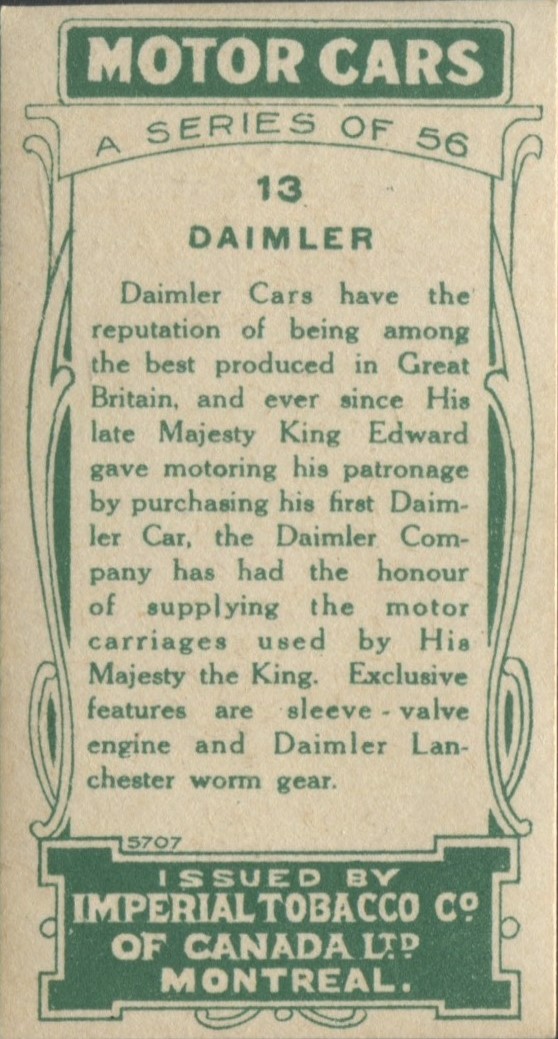 MOTOR CARS
A SERIES OF 56
13
DAIMLER
Daimler Cars have the
reputation of being among
the best produced in Great
Britain, and ever since His
late Majesty King Edward
gave motoring his patronage
by purchasing his first Daim-
ler Car, the Daimler Com-
pany has had the honour
of supplying the motor
carriages used by His
Majesty the King. Exclusive
features are sleeve-valve
engine and Daimler Lan-
chester worm gear.
5707
ISSUED BY
IMPERIAL TOBACCO Co.
OF CANADA LTD
MONTREAL.